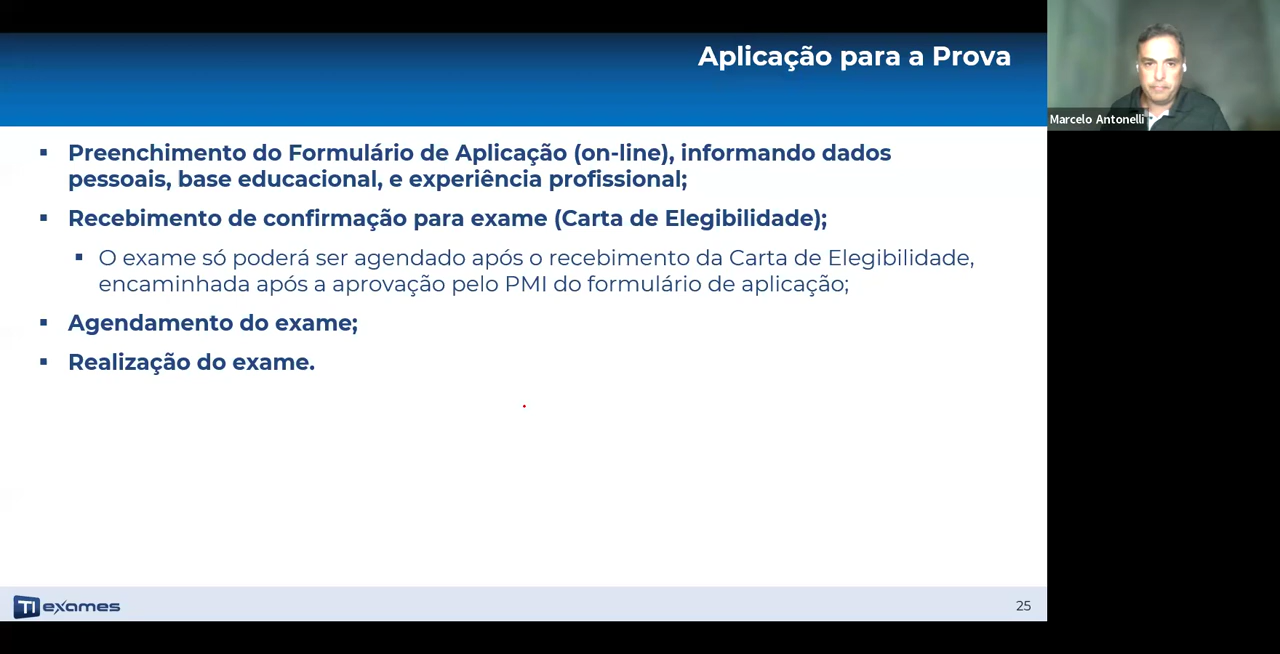 Aplicação para a Prova
Marcelo Antonelli
Preenchimento do Formulário de Aplicação (on-line), informando dados
pessoais, base educacional, e experiência profissional;
Recebimento de confirmação para exame (Carta de Elegibilidade);
O exame só poderá ser agendado após o recebimento da Carta de Elegibilidade,
encaminhada após a aprovação pelo PMI do formulário de aplicação;
Agendamento do exame;
Realização do exame.
TI exames
25